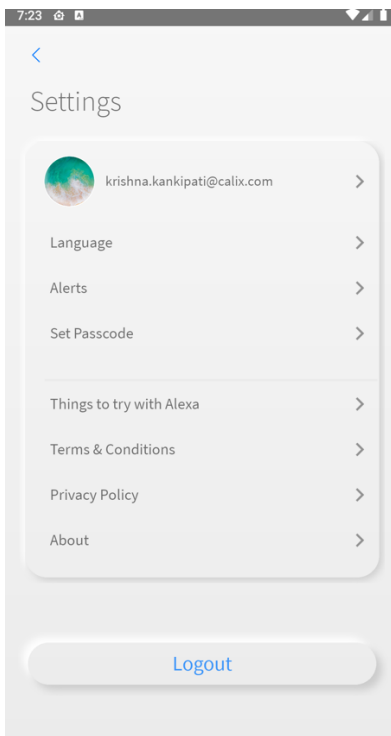 7:23
Settings
krishna.kankipati@calix.com
Language
Alerts
Set Passcode
Things to try with Alexa
Terms & Conditions
Privacy Policy
About
Logout